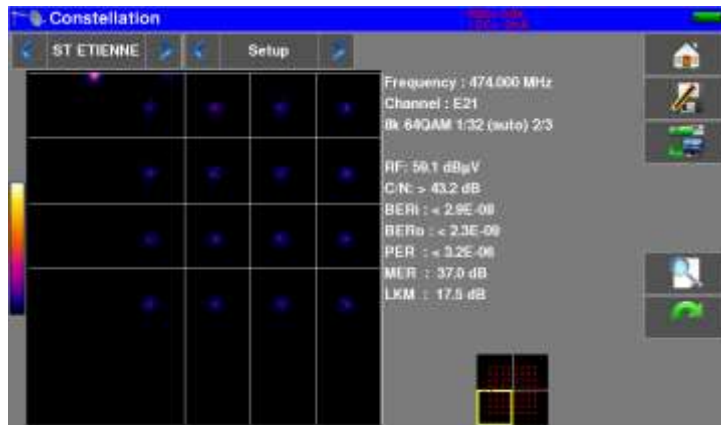 Constellation
ST ETIENNE
Setup
Frequency : 474.000 MHz
Channel : E21
8k 64QAM 1/32 (auto) 2/3
RF: 59.1 dBµV
C/N: > 43.2 dB
BERi : < 2.9E-08
BERo : < 2.3E-09
PER : < 3.2E-06
MER : 37.0 dB
LKM : 17.5 dB